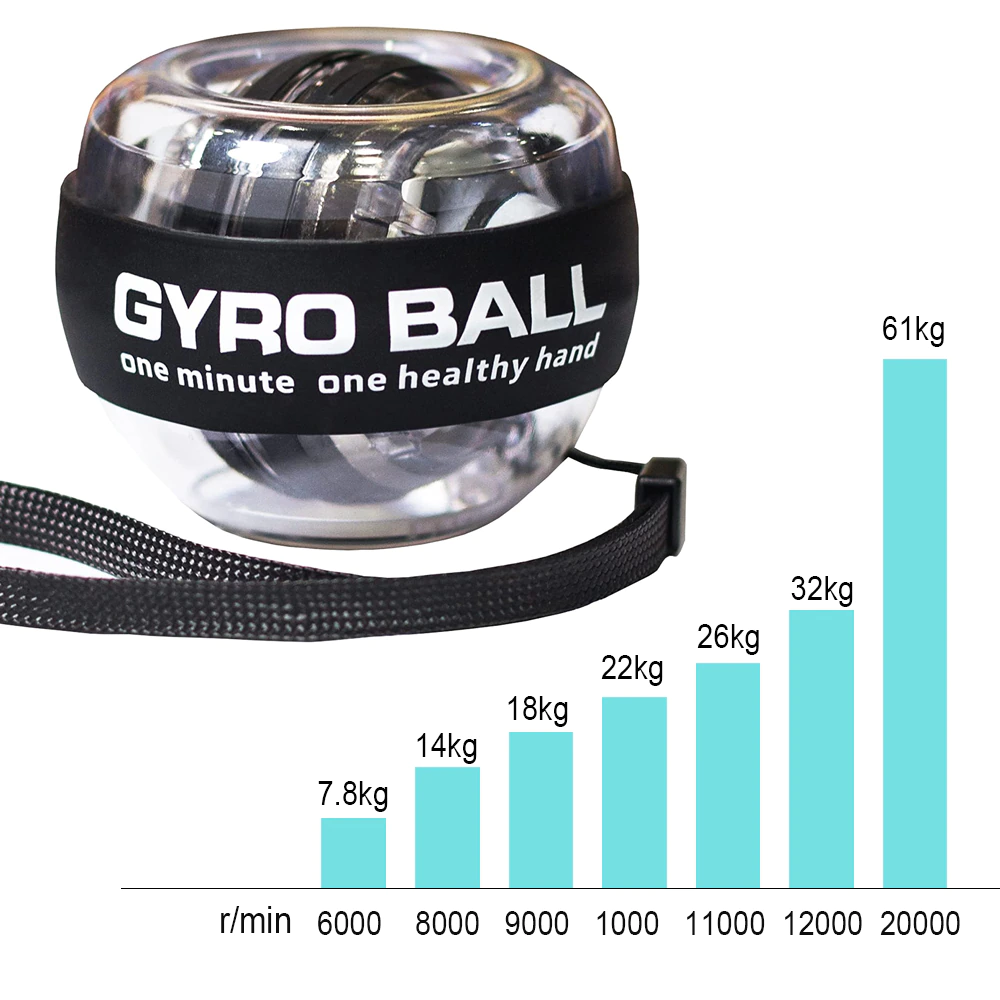 GYRO BALL
one minute one healthy hand
61kg
32kg
26kg
22kg
18kg
14kg
7.8kg
r/min 6000 8000 9000 1000 11000 12000 20000